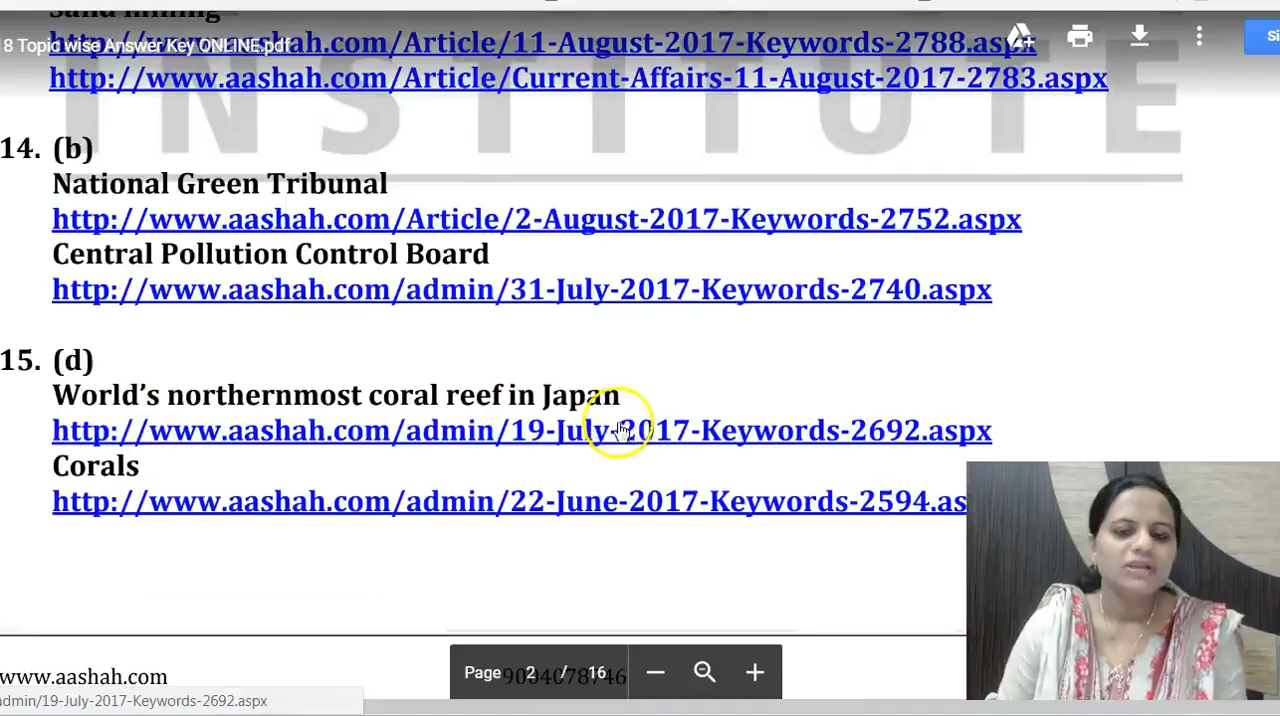 Sand mining
8 Topic wise Answer Key ONLINE.pdf
http://www.aashah.com/Article/11-August-2017-Keywords-2788.aspx
Si
http://www.aashah.com/Article/Current-Affairs-11-August-2017-2783.aspx
INSTITUTE
14. (b)
National Green Tribunal
http://www.aashah.com/Article/2-August-2017-Keywords-2752.aspx
Central Pollution Control Board
http://www.aashah.com/admin/31-July-2017-Keywords-2740.aspx
15. (d)
World’s northernmost coral reef in Japan
http://www.aashah.com/admin/19-July-2017-Keywords-2692.aspx
Corals
http://www.aashah.com/admin/22-June-2017-Keywords-2594.as
www.aashah.com
Page 2 / 16
9004078746
admin/19-July-2017-Keywords-2692.aspx